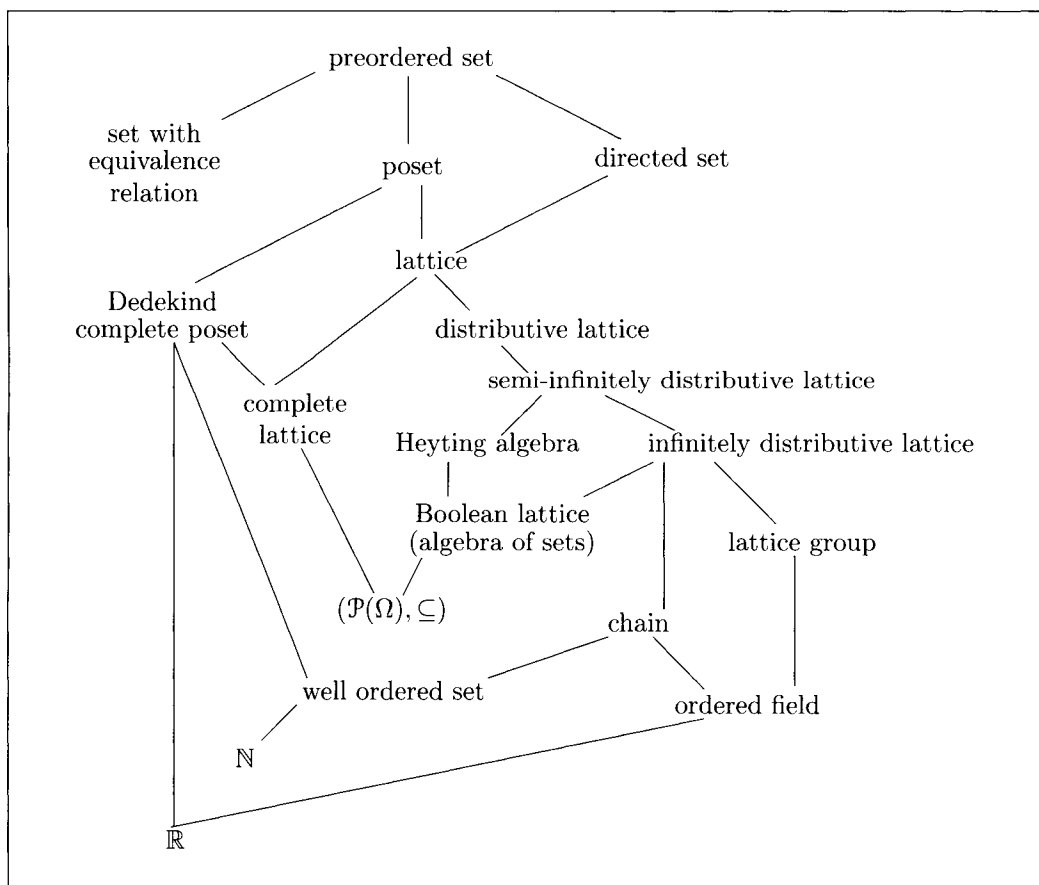 preordered set
set with
equivalence
relation
poset
directed set
lattice
Dedekind
complete poset
distributive lattice
semi-infinitely distributive lattice
complete
lattice
Heyting algebra
infinitely distributive lattice
Boolean lattice
(algebra of sets)
lattice group
(𝒫(Ω), ⊆)
chain
well ordered set
ordered field
ℕ
ℝ